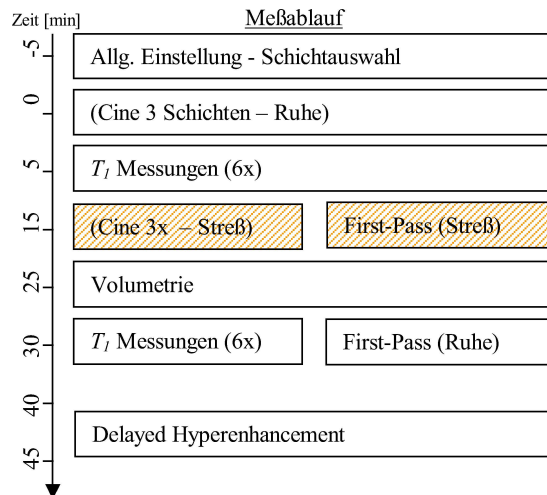 Zeit [min]
Meßablauf
-5
Allg. Einstellung - Schichtauswahl
0
(Cine 3 Schichten – Ruhe)
5
T1 Messungen (6x)
15
(Cine 3x – Streß)
First-Pass (Streß)
25
Volumetrie
30
T1 Messungen (6x)
First-Pass (Ruhe)
40
Delayed Hyperenhancement
45